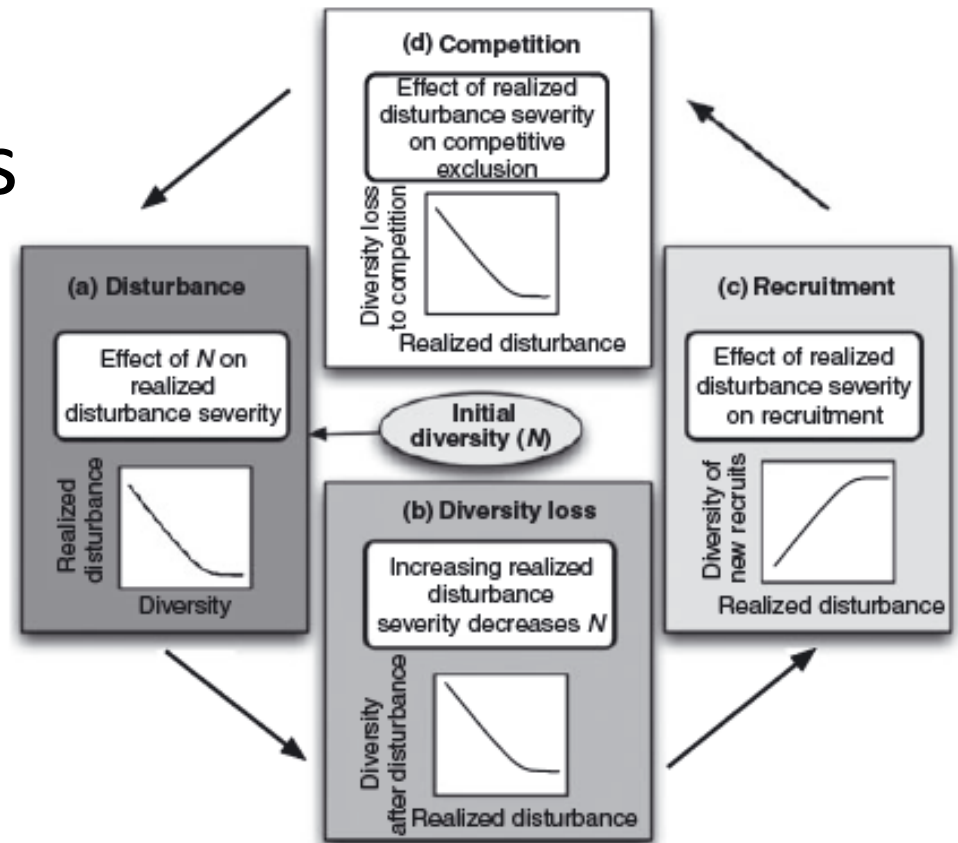 s
(d) Competition
Effect of realized
disturbance severity
on competitive
exclusion
Diversity loss
to competition
Realized disturbance
(a) Disturbance
Effect of N on
realized
disturbance severity
Realized
disturbance
Diversity
Initial
diversity (N)
(b) Diversity loss
Increasing realized
disturbance
severity decreases N
Diversity
after disturbance
Realized disturbance
(c) Recruitment
Effect of realized
disturbance severity
on recruitment
Diversity of
new recruits
Realized disturbance